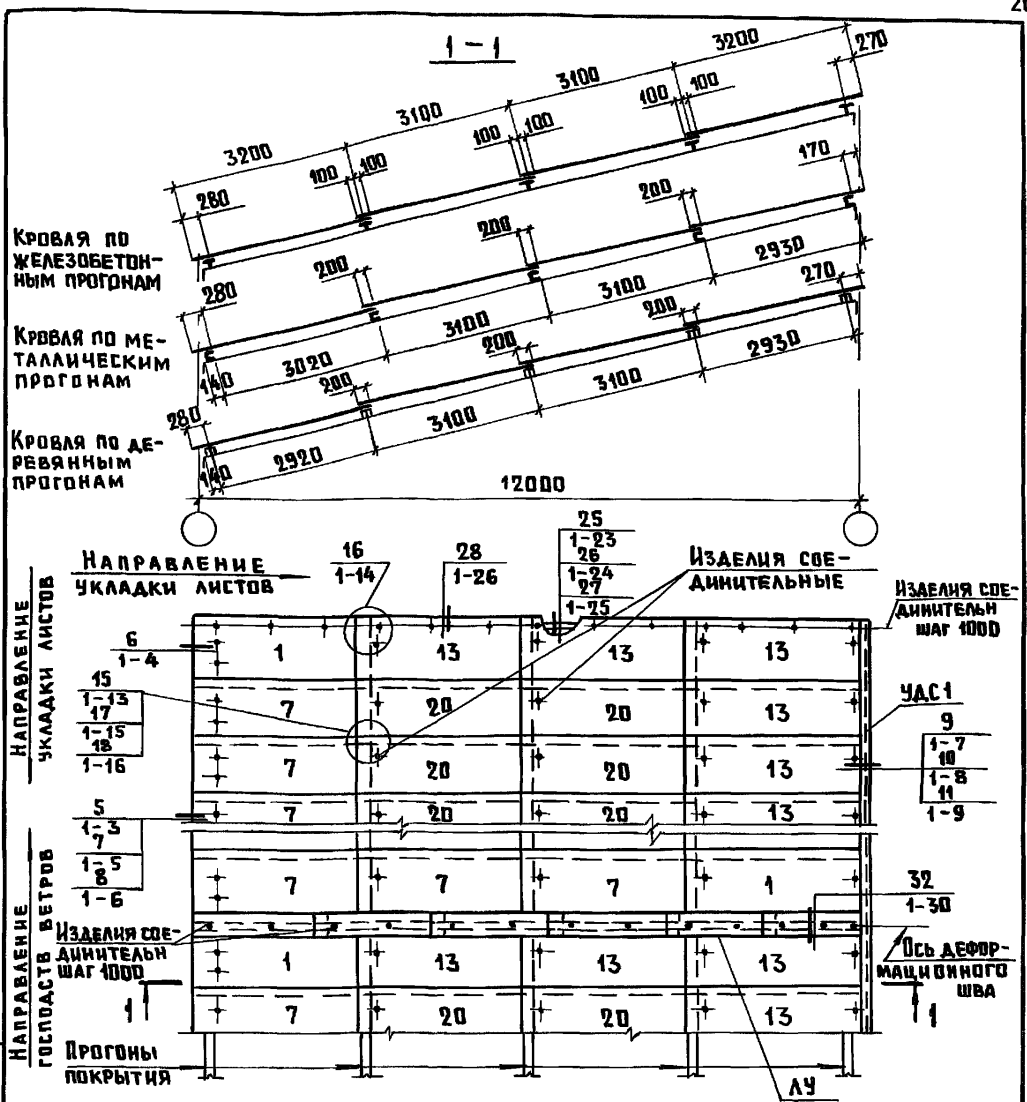 1-1
3200
3100
3100
3200
270
280
100
100
100
100
100
100
170
КРОВЛЯ ПО
ЖЕЛЕЗОБЕТОН-
НЫМ ПРОГОНАМ
280
200
200
200
140
3020
3100
3100
2930
270
КРОВЛЯ ПО МЕ-
ТАЛЛИЧЕСКИМ
ПРОГОНАМ
280
200
200
200
КРОВЛЯ ПО ДЕ-
РЕВЯННЫМ
ПРОГОНАМ
140
2920
3100
3100
2930
12000
НАПРАВЛЕНИЕ
УКЛАДКИ ЛИСТОВ
16
1-14
28
1-26
25
1-23
26
1-24
27
1-25
ИЗДЕЛИЯ СОЕ-
ДИНИТЕЛЬНЫЕ
ИЗДЕЛИЯ СОЕ-
ДИНИТЕЛЬН
ШАГ 1000
НАПРАВЛЕНИЕ
УКЛАДКИ ЛИСТОВ
6
1-4
1 13 13 13
15
1-13
17
1-15
18
1-16
7 20 20 13
УДС1
9
1-7
10
1-8
11
1-9
7 20 20 13
5
1-3
7
1-5
8
1-6
7 20 20
7 7 7 1
32
1-30
НАПРАВЛЕНИЕ
ГОСПОДСТВ ВЕТРОВ
ИЗДЕЛИЯ СОЕ-
ДИНИТЕЛЬН
ШАГ 1000
ОСЬ ДЕФОР-
МАЦИОННОГО
ШВА
1 13 13 13
1
1
7 20 20 13
ПРОГОНЫ
ПОКРЫТИЯ
ЛУ